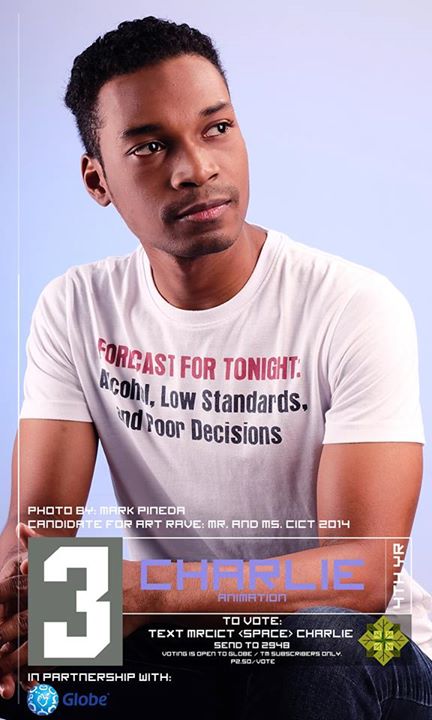 FORCAST FOR TONIGHT:
Alcohol, Low Standards,
and Poor Decisions
PHOTO BY: MARK PINEDA
CANDIDATE FOR ART RAVE: MR. AND MS. CICT 2014
3
CHARLIE
ANIMATION
4TH YR
TO VOTE:
TEXT MRCICT <SPACE> CHARLIE
SEND TO 2948
VOTING IS OPEN TO GLOBE / TM SUBSCRIBERS ONLY.
P2.50/VOTE
IN PARTNERSHIP WITH:
Globe